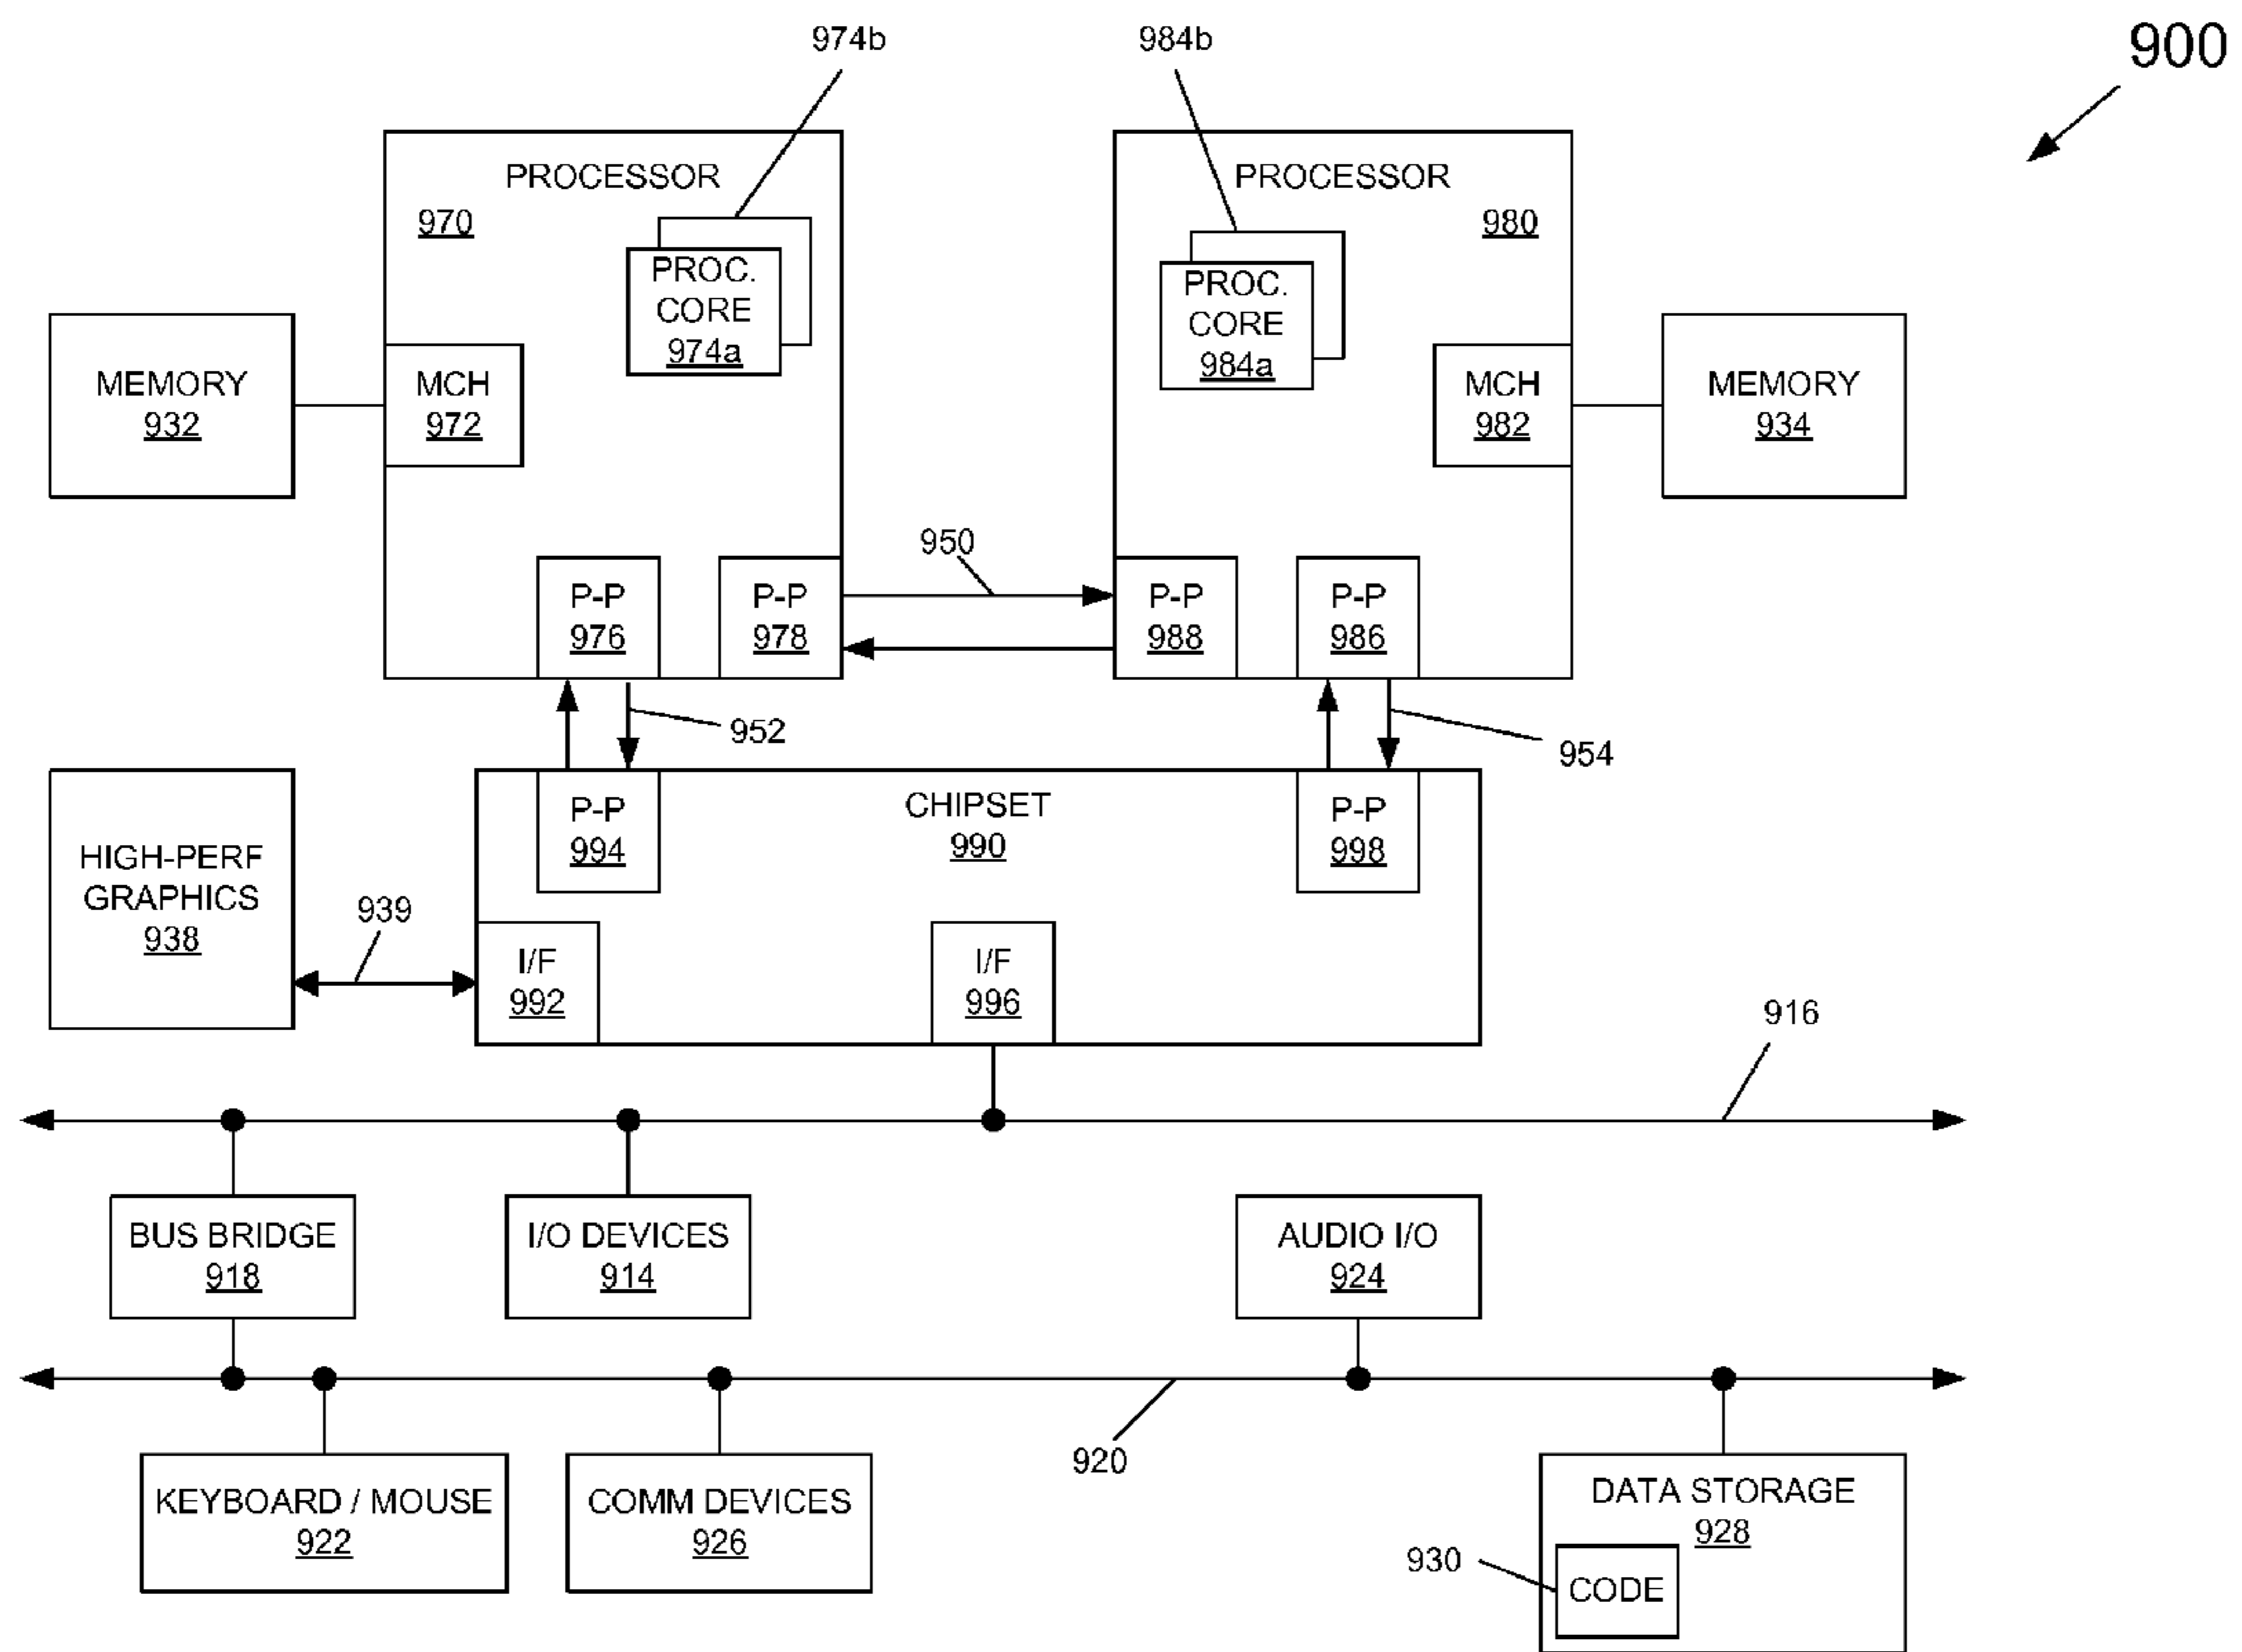 900
974b
984b
PROCESSOR
970
PROC.
CORE
974a
PROCESSOR
980
PROC.
CORE
984a
MEMORY
932
MCH
972
MCH
982
MEMORY
934
950
P-P
976
P-P
978
P-P
988
P-P
986
952
954
HIGH-PERF
GRAPHICS
938
939
P-P
994
CHIPSET
990
P-P
998
I/F
992
I/F
996
916
BUS BRIDGE
918
I/O DEVICES
914
AUDIO I/O
924
920
KEYBOARD / MOUSE
922
COMM DEVICES
926
DATA STORAGE
928
930
CODE